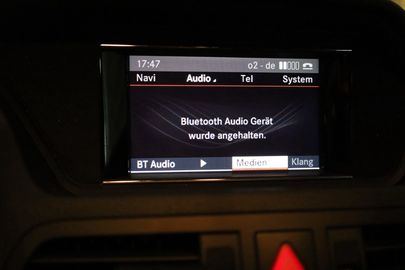 17:47 o2 - de
Navi Audio Tel System
Bluetooth Audio Gerät
wurde angehalten.
BT Audio Medien Klang